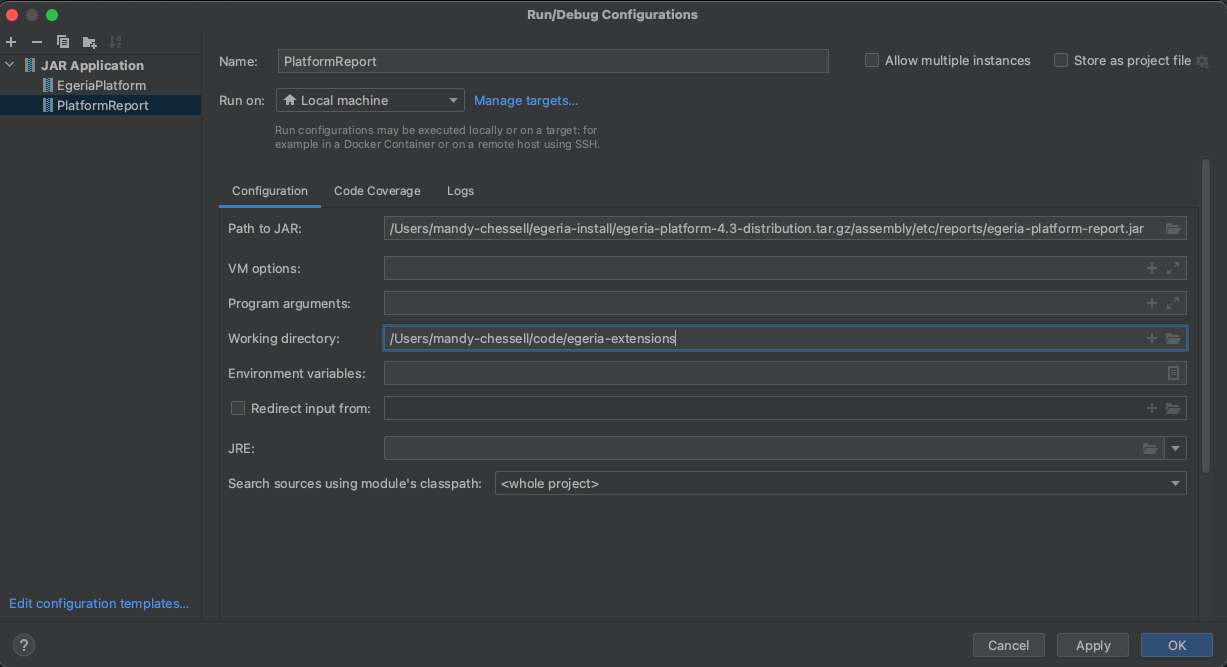 Run/Debug Configurations
JAR Application
EgeriaPlatform
PlatformReport
Edit configuration templates...
Name: PlatformReport
Allow multiple instances
Store as project file
Run on: Local machine Manage targets...
Run configurations may be executed locally or on a target: for
example in a Docker Container or on a remote host using SSH.
Configuration Code Coverage Logs
Path to JAR: /Users/mandy-chessell/egeria-install/egeria-platform-4.3-distribution.tar.gz/assembly/etc/reports/egeria-platform-report.jar
VM options:
Program arguments:
Working directory: /Users/mandy-chessell/code/egeria-extensions
Environment variables:
Redirect input from:
JRE:
Search sources using module's classpath: <whole project>
? Cancel Apply OK